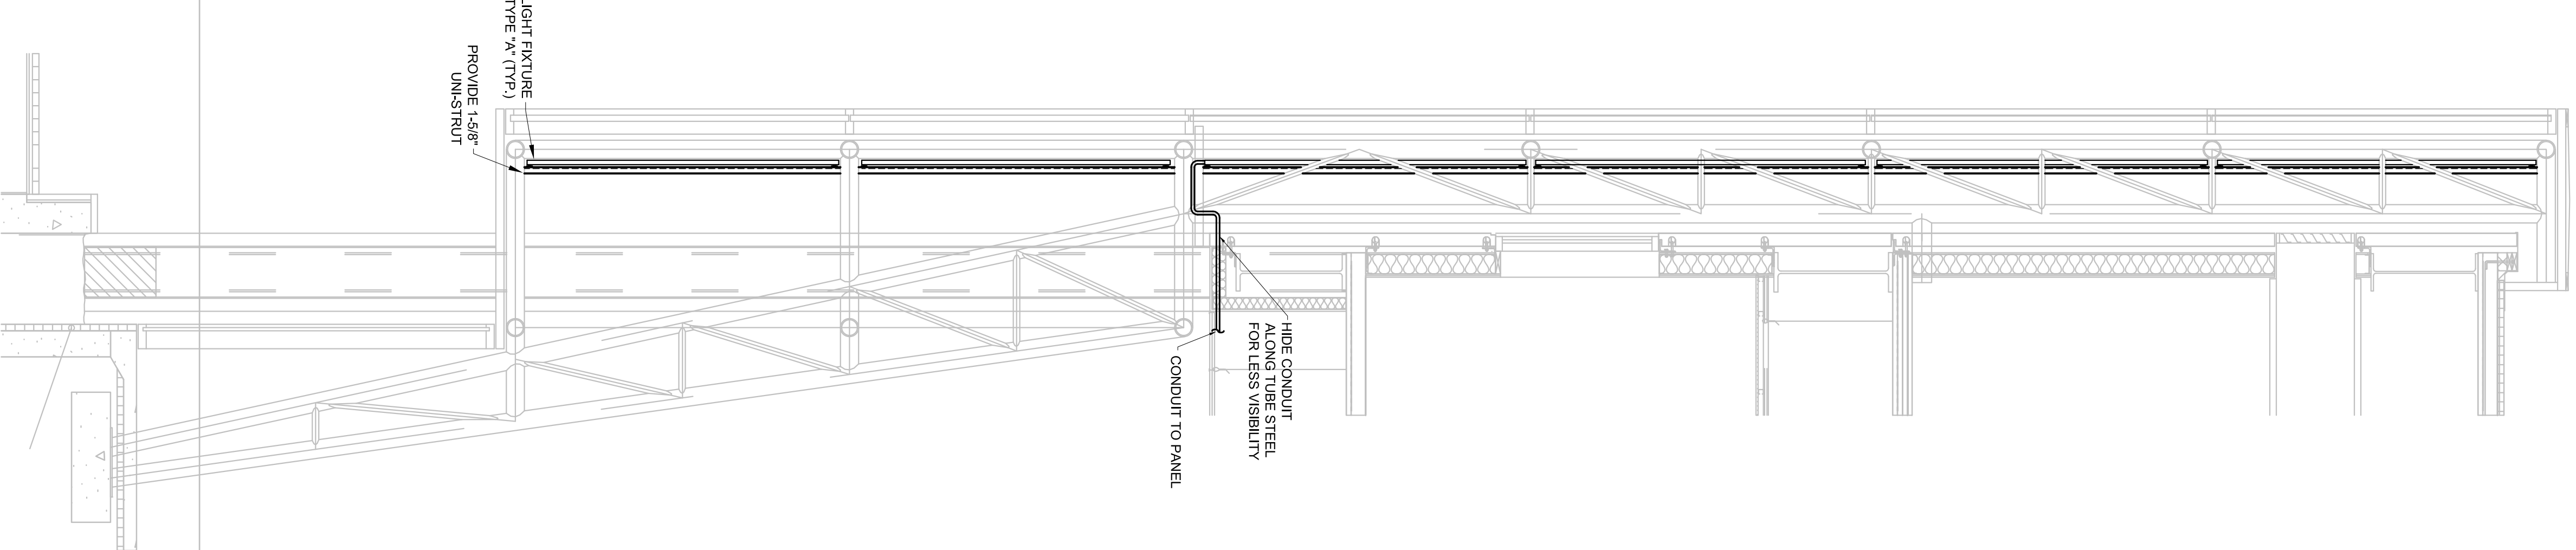 LIGHT FIXTURE
TYPE "A" (TYP.)
PROVIDE 1-5/8"
UNI-STRUT
HIDE CONDUIT
ALONG TUBE STEEL
FOR LESS VISIBILITY
CONDUIT TO PANEL